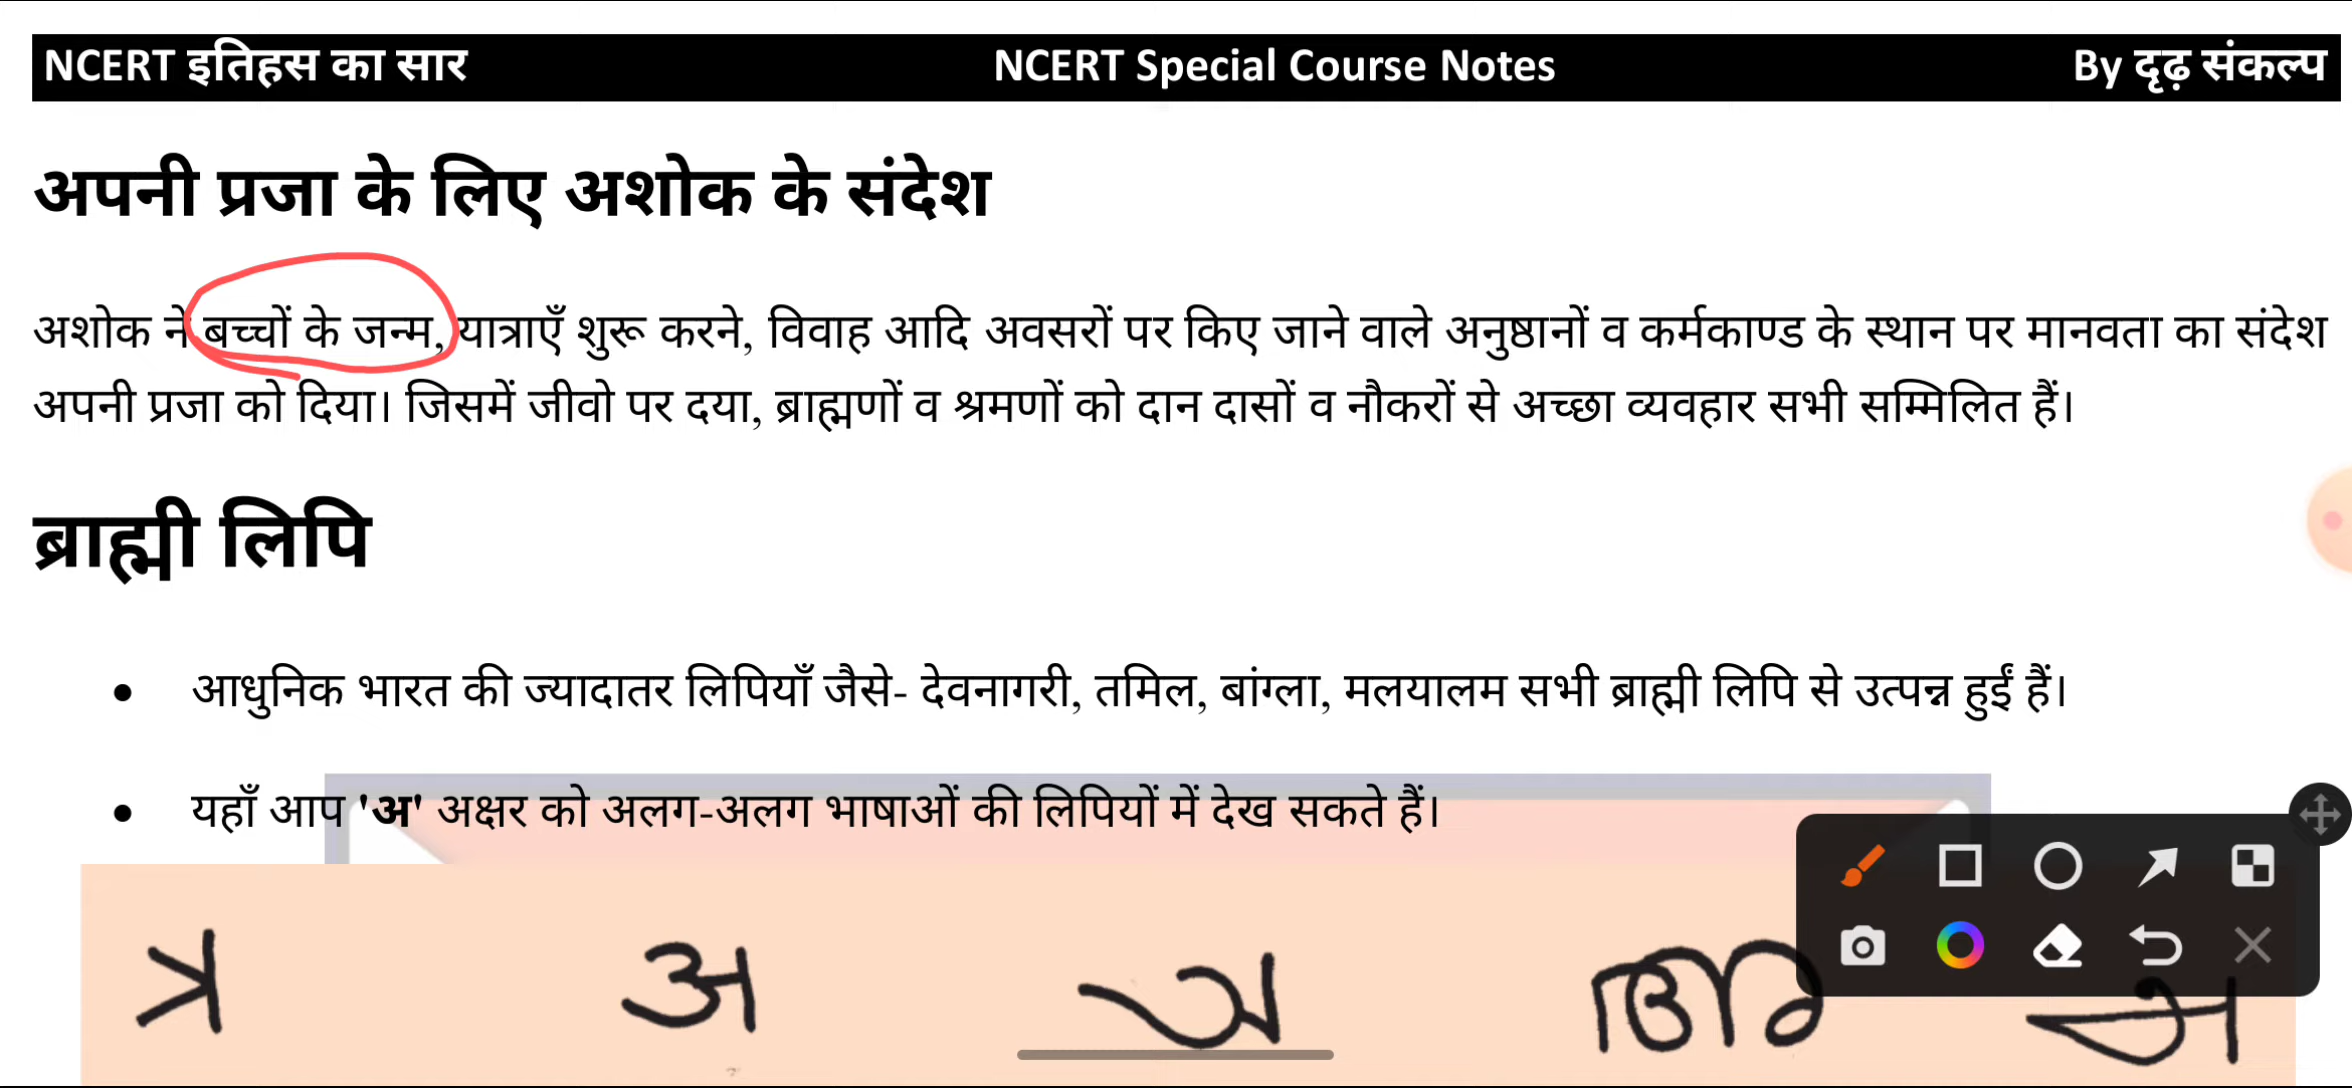 NCERT इतिहस का सार NCERT Special Course Notes By दृढ़ संकल्प
अपनी प्रजा के लिए अशोक के संदेश
अशोक ने बच्चों के जन्म, यात्राएँ शुरू करने, विवाह आदि अवसरों पर किए जाने वाले अनुष्ठानों व कर्मकाण्ड के स्थान पर मानवता का संदेश
अपनी प्रजा को दिया। जिसमें जीवो पर दया, ब्राह्मणों व श्रमणों को दान दासों व नौकरों से अच्छा व्यवहार सभी सम्मिलित हैं।
ब्राह्मी लिपि
• आधुनिक भारत की ज्यादातर लिपियाँ जैसे- देवनागरी, तमिल, बांग्ला, मलयालम सभी ब्राह्मी लिपि से उत्पन्न हुईं हैं।
• यहाँ आप 'अ' अक्षर को अलग-अलग भाषाओं की लिपियों में देख सकते हैं।
𑀅 अ অ അ அ